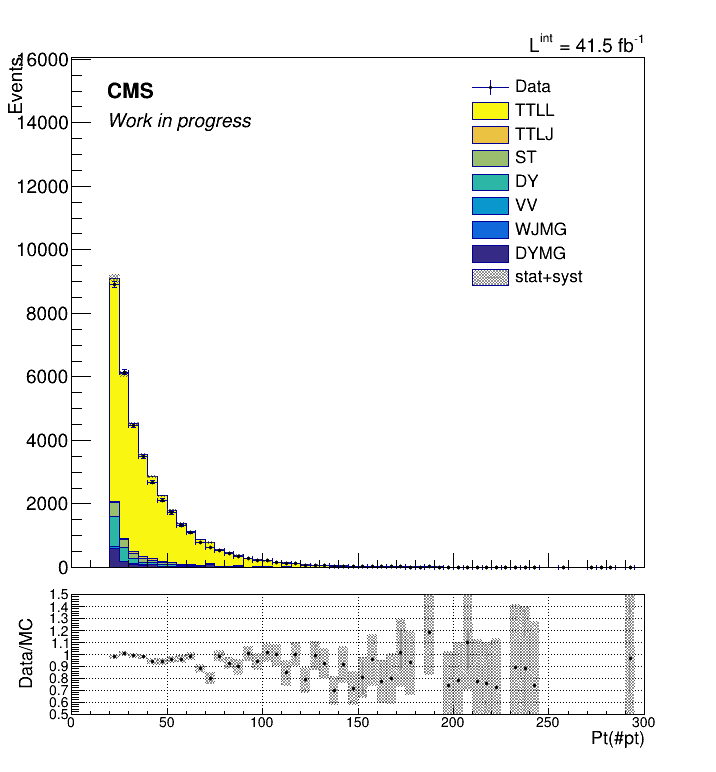 L^int = 41.5 fb^-1
Events
16000
14000
12000
10000
8000
6000
4000
2000
0
CMS
Work in progress
Data
TTLL
TTLJ
ST
DY
VV
WJMG
DYMG
stat+syst
Data/MC
1.5
1.4
1.3
1.2
1.1
1
0.9
0.8
0.7
0.6
0.5
0 50 100 150 200 250 300
Pt(#pt)